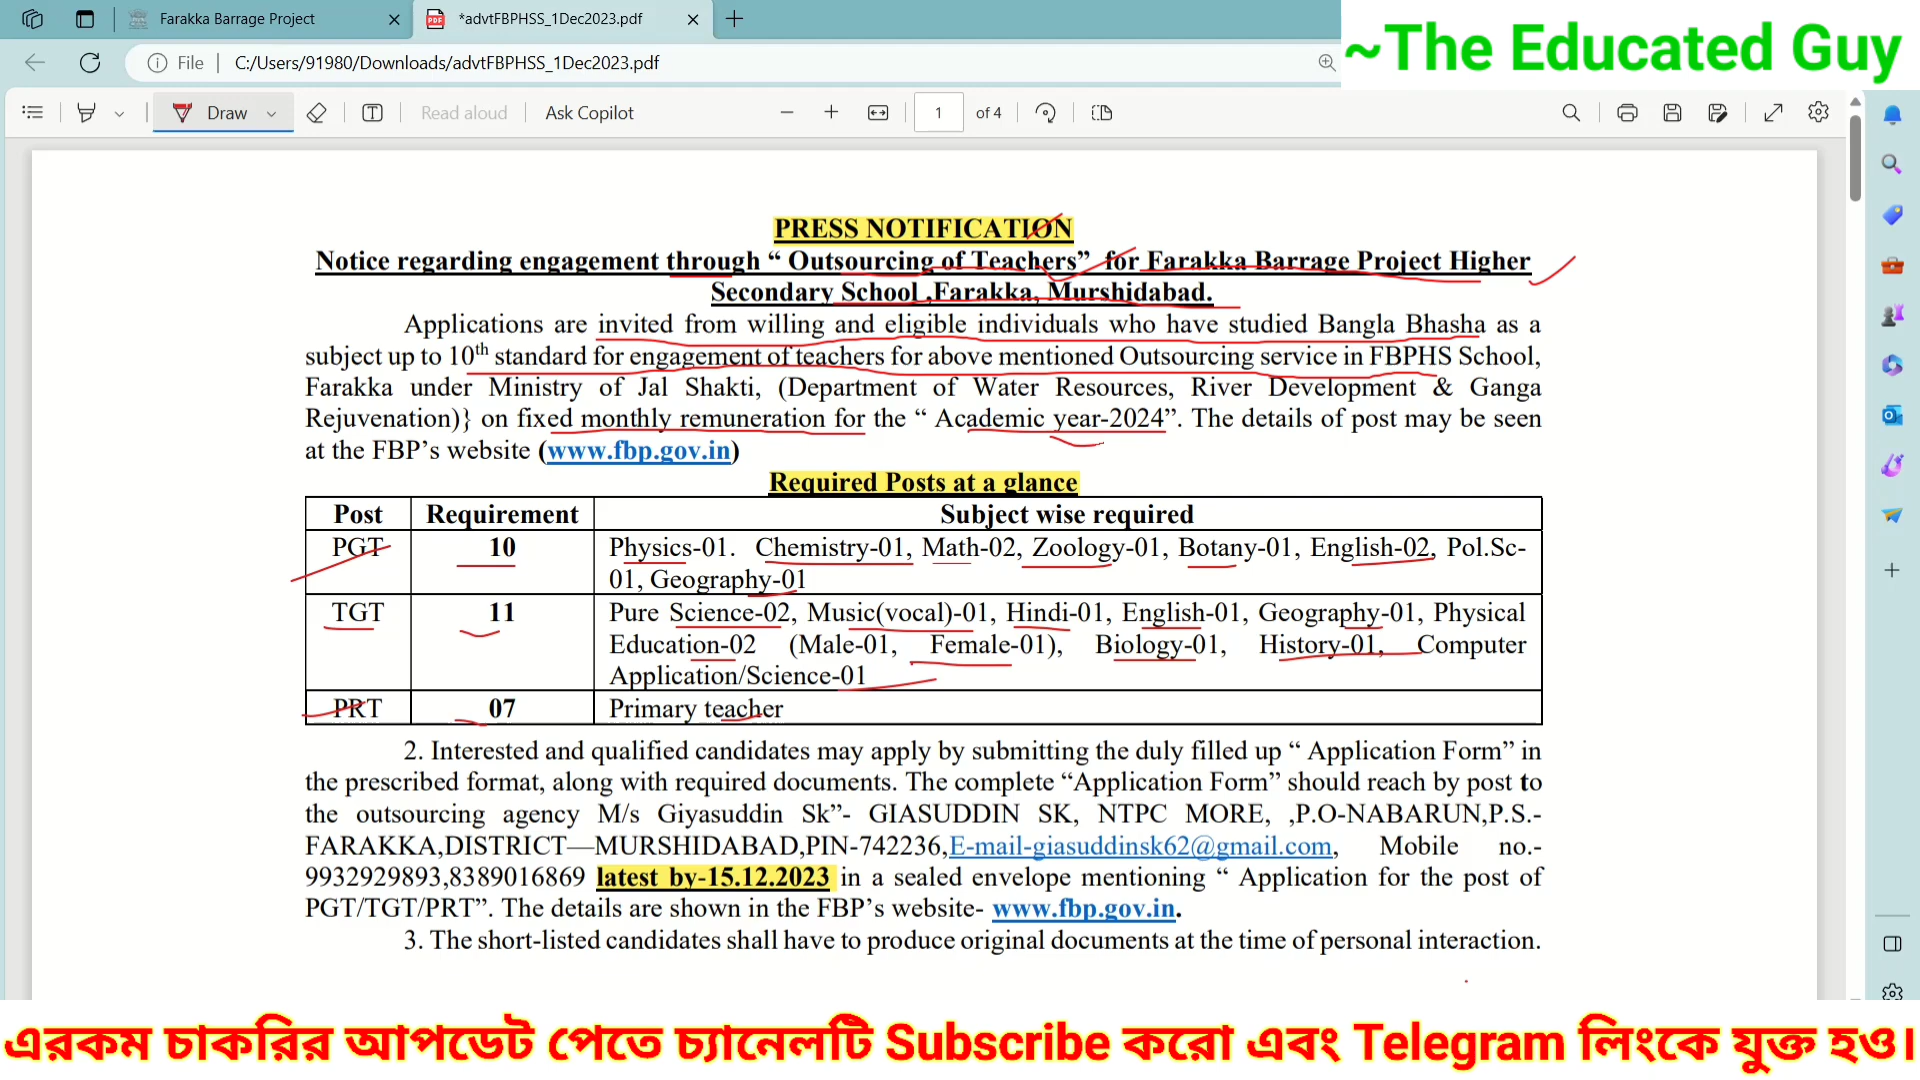 Farakka Barrage Project
*advtFBPHSS_1Dec2023.pdf
~The Educated Guy
File
C:/Users/91980/Downloads/advtFBPHSS_1Dec2023.pdf
Draw
Read aloud
Ask Copilot
1
of 4
PRESS NOTIFICATION
Notice regarding engagement through “ Outsourcing of Teachers” for Farakka Barrage Project Higher
Secondary School ,Farakka, Murshidabad.
Applications are invited from willing and eligible individuals who have studied Bangla Bhasha as a
subject up to 10th standard for engagement of teachers for above mentioned Outsourcing service in FBPHS School,
Farakka under Ministry of Jal Shakti, (Department of Water Resources, River Development & Ganga
Rejuvenation)} on fixed monthly remuneration for the “ Academic year-2024”. The details of post may be seen
at the FBP’s website (www.fbp.gov.in)
Required Posts at a glance
Post Requirement Subject wise required
PGT 10 Physics-01. Chemistry-01, Math-02, Zoology-01, Botany-01, English-02, Pol.Sc-
01, Geography-01
TGT 11 Pure Science-02, Music(vocal)-01, Hindi-01, English-01, Geography-01, Physical
Education-02 (Male-01, Female-01), Biology-01, History-01, Computer
Application/Science-01
PRT 07 Primary teacher
2. Interested and qualified candidates may apply by submitting the duly filled up “ Application Form” in
the prescribed format, along with required documents. The complete “Application Form” should reach by post to
the outsourcing agency M/s Giyasuddin Sk”- GIASUDDIN SK, NTPC MORE, ,P.O-NABARUN,P.S.-
FARAKKA,DISTRICT—MURSHIDABAD,PIN-742236,E-mail-giasuddinsk62@gmail.com, Mobile no.-
9932929893,8389016869 latest by-15.12.2023 in a sealed envelope mentioning “ Application for the post of
PGT/TGT/PRT”. The details are shown in the FBP’s website- www.fbp.gov.in.
3. The short-listed candidates shall have to produce original documents at the time of personal interaction.
এরকম চাকরির আপডেট পেতে চ্যানেলটি Subscribe করো এবং Telegram লিংকে যুক্ত হও।